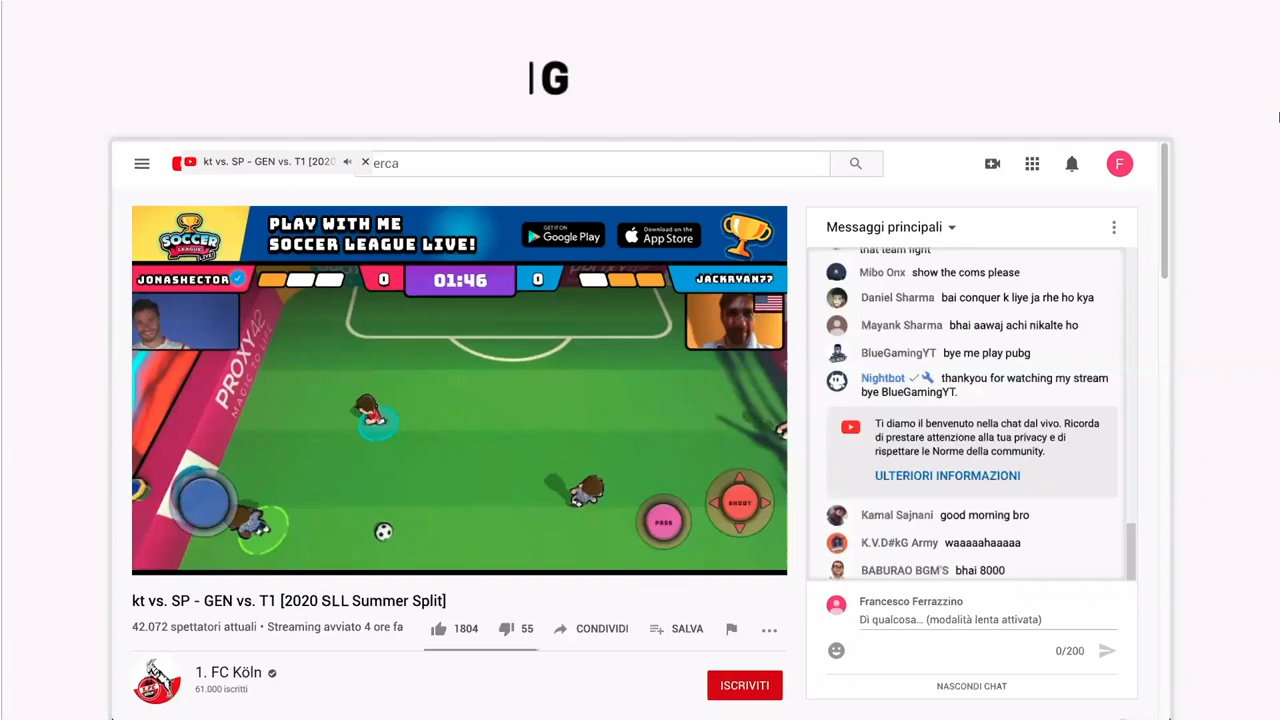 G
kt vs. SP - GEN vs. T1 [2020
erca
F
SOCCER
LEAGUE
LIVE!
PLAY WITH ME
SOCCER LEAGUE LIVE!
GET IT ON
Google Play
Download on the
App Store
JONASHECTOR
0
01:46
0
JACKRYAN77
PROXY42
MAGIC TO LIFE
PASS
SHOOT
kt vs. SP - GEN vs. T1 [2020 SLL Summer Split]
42.072 spettatori attuali • Streaming avviato 4 ore fa
1804
55
CONDIVIDI
SALVA
1. FC Köln
61.000 iscritti
ISCRIVITI
Messaggi principali
that team fight
Mibo Onx show the coms please
Daniel Sharma bai conquer k liye ja rhe ho kya
Mayank Sharma bhai aawaj achi nikalte ho
BlueGamingYT bye me play pubg
Nightbot thankyou for watching my stream
bye BlueGamingYT.
Ti diamo il benvenuto nella chat dal vivo. Ricorda
di prestare attenzione alla tua privacy e di
rispettare le Norme della community.
ULTERIORI INFORMAZIONI
Kamal Sajnani good morning bro
K.V.D#kG Army waaaaahaaaaa
BABURAO BGM'S bhai 8000
Francesco Ferrazzino
Dì qualcosa... (modalità lenta attivata)
0/200
NASCONDI CHAT